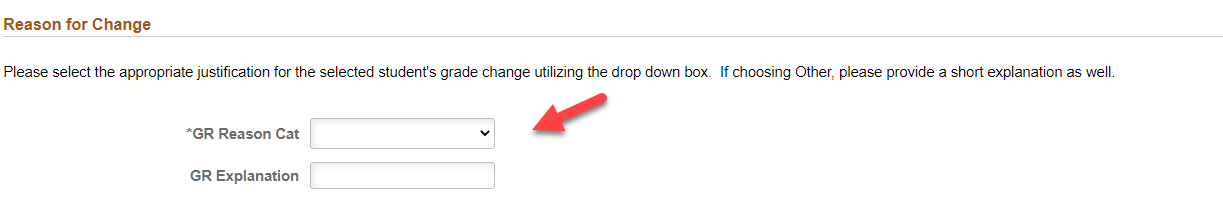 Reason for Change
Please select the appropriate justification for the selected student's grade change utilizing the drop down box.  If choosing Other, please provide a short explanation as well.
*GR Reason Cat
GR Explanation